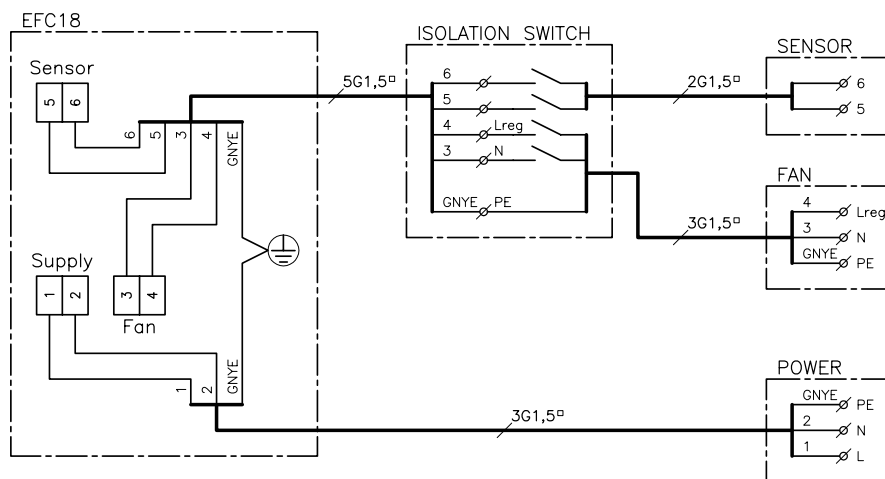 EFC18
Sensor
5 6
6 5 3 4 GNYE
Supply
1 2
3 4
Fan
1 2 GNYE
5G1,5□
ISOLATION SWITCH
6
5
4 Lreg
3 N
GNYE PE
2G1,5□
SENSOR
6
5
3G1,5□
FAN
4 Lreg
3 N
GNYE PE
3G1,5□
POWER
GNYE PE
2 N
1 L